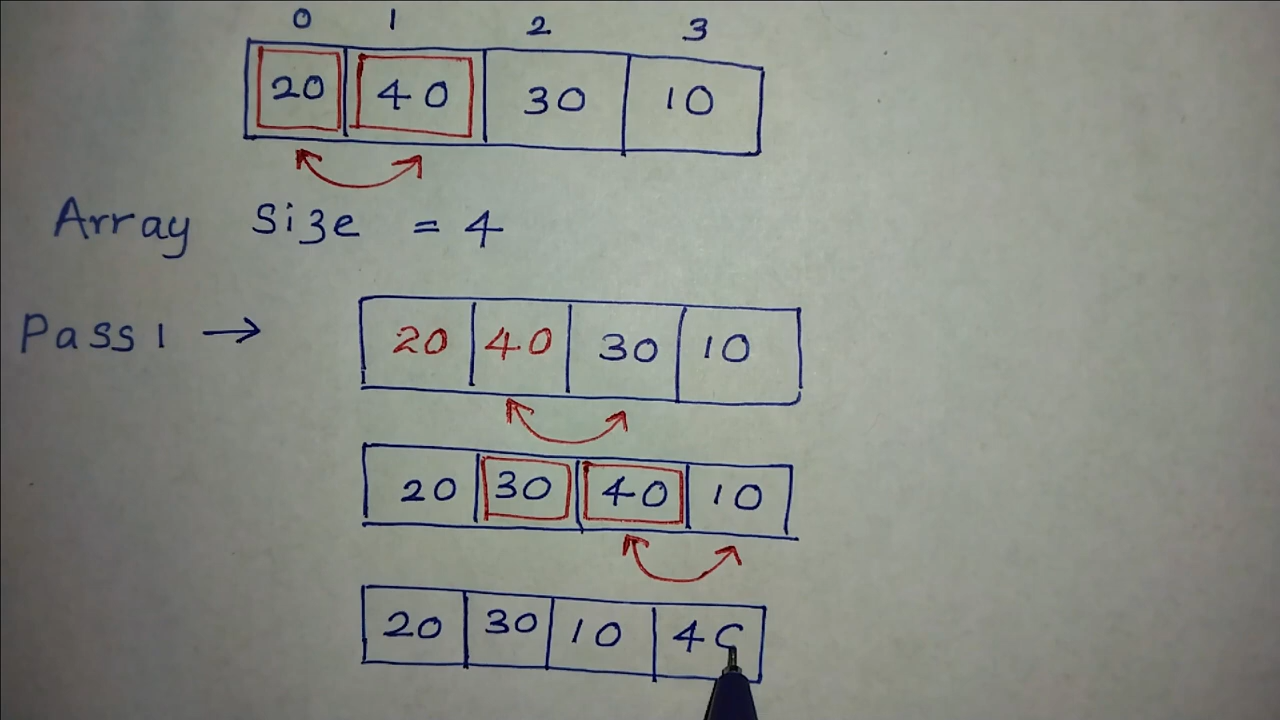 0 1 2 3
20 40 30 10
Array Size = 4
Pass 1 → 20 40 30 10
20 30 40 10
20 30 10 4